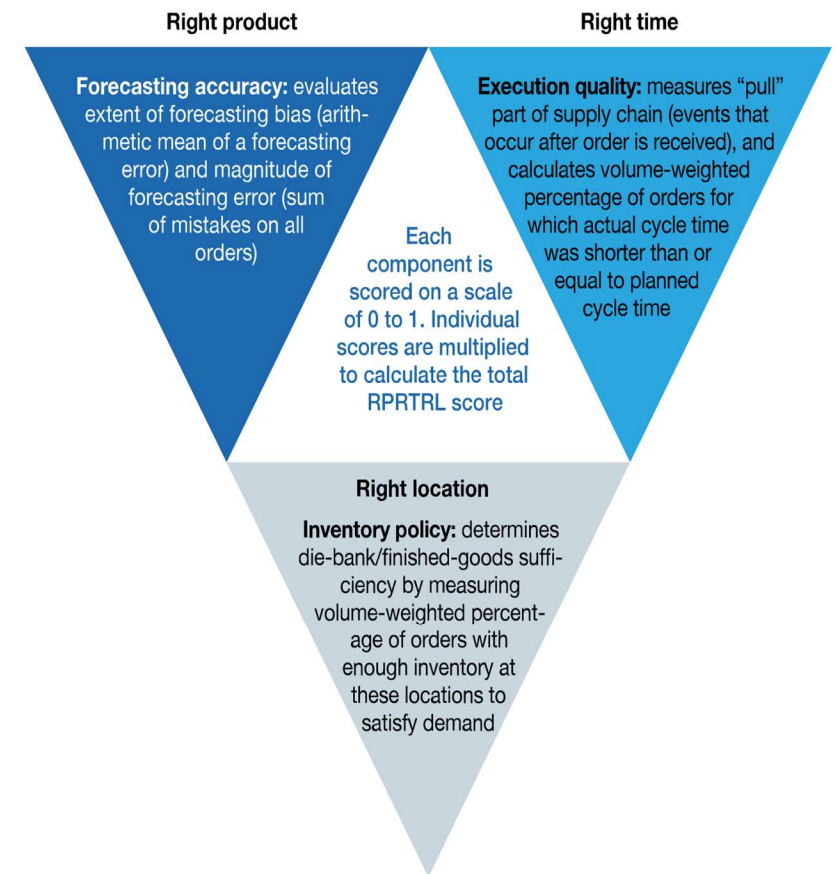 Right product
Forecasting accuracy: evaluates
extent of forecasting bias (arith-
metic mean of a forecasting
error) and magnitude of
forecasting error (sum
of mistakes on all
orders)
Right time
Execution quality: measures “pull”
part of supply chain (events that
occur after order is received), and
calculates volume-weighted
percentage of orders for
which actual cycle time
was shorter than or
equal to planned
cycle time
Each
component is
scored on a scale
of 0 to 1. Individual
scores are multiplied
to calculate the total
RPRTRL score
Right location
Inventory policy: determines
die-bank/finished-goods suffi-
ciency by measuring
volume-weighted percent-
age of orders with
enough inventory at
these locations to
satisfy demand